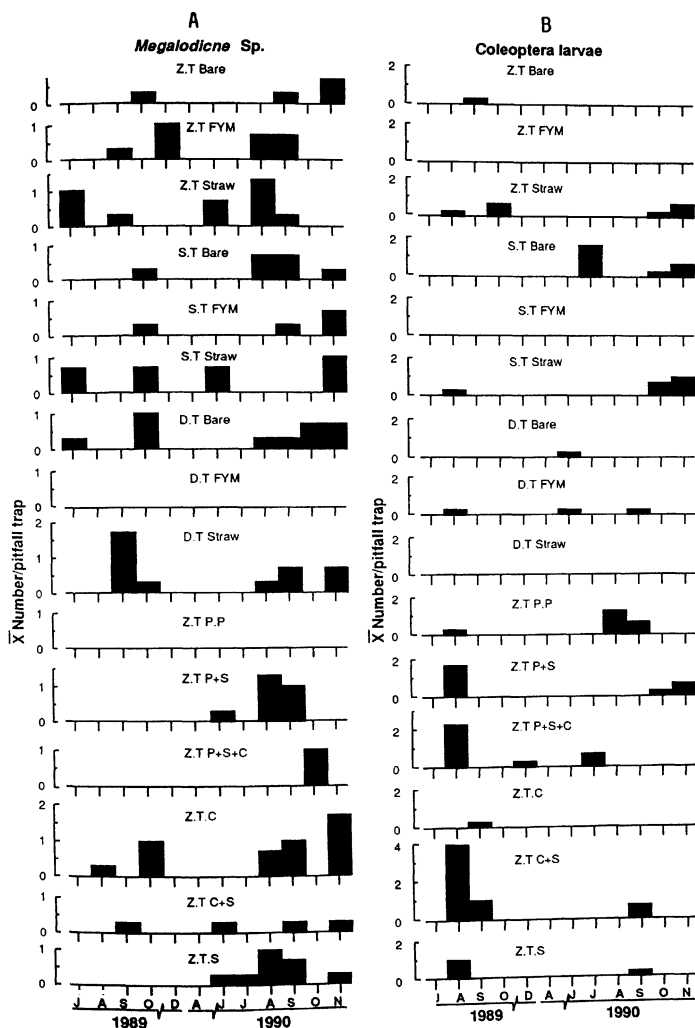 A
Megalodicne Sp.
Z.T Bare
1
0
Z.T FYM
1
0
Z.T Straw
1
0
S.T Bare
1
0
S.T FYM
1
0
S.T Straw
1
0
D.T Bare
1
0
D.T FYM
1
0
D.T Straw
2
1
0
Z.T P.P
1
0
Z.T P+S
1
0
Z.T P+S+C
1
0
Z.T.C
2
1
0
Z.T C+S
1
0
Z.T.S
1
0
X Number/pitfall trap
J A S O D A J J A S O N
1989 1990
B
Coleoptera larvae
Z.T Bare
2
0
Z.T FYM
2
0
Z.T Straw
2
0
S.T Bare
2
0
S.T FYM
2
0
S.T Straw
2
0
D.T Bare
2
0
D.T FYM
2
0
D.T Straw
2
0
Z.T P.P
2
0
Z.T P+S
2
0
Z.T P+S+C
2
0
Z.T.C
2
0
Z.T C+S
4
2
0
Z.T.S
2
0
X Number/pitfall trap
J A S O D A J J A S O N
1989 1990